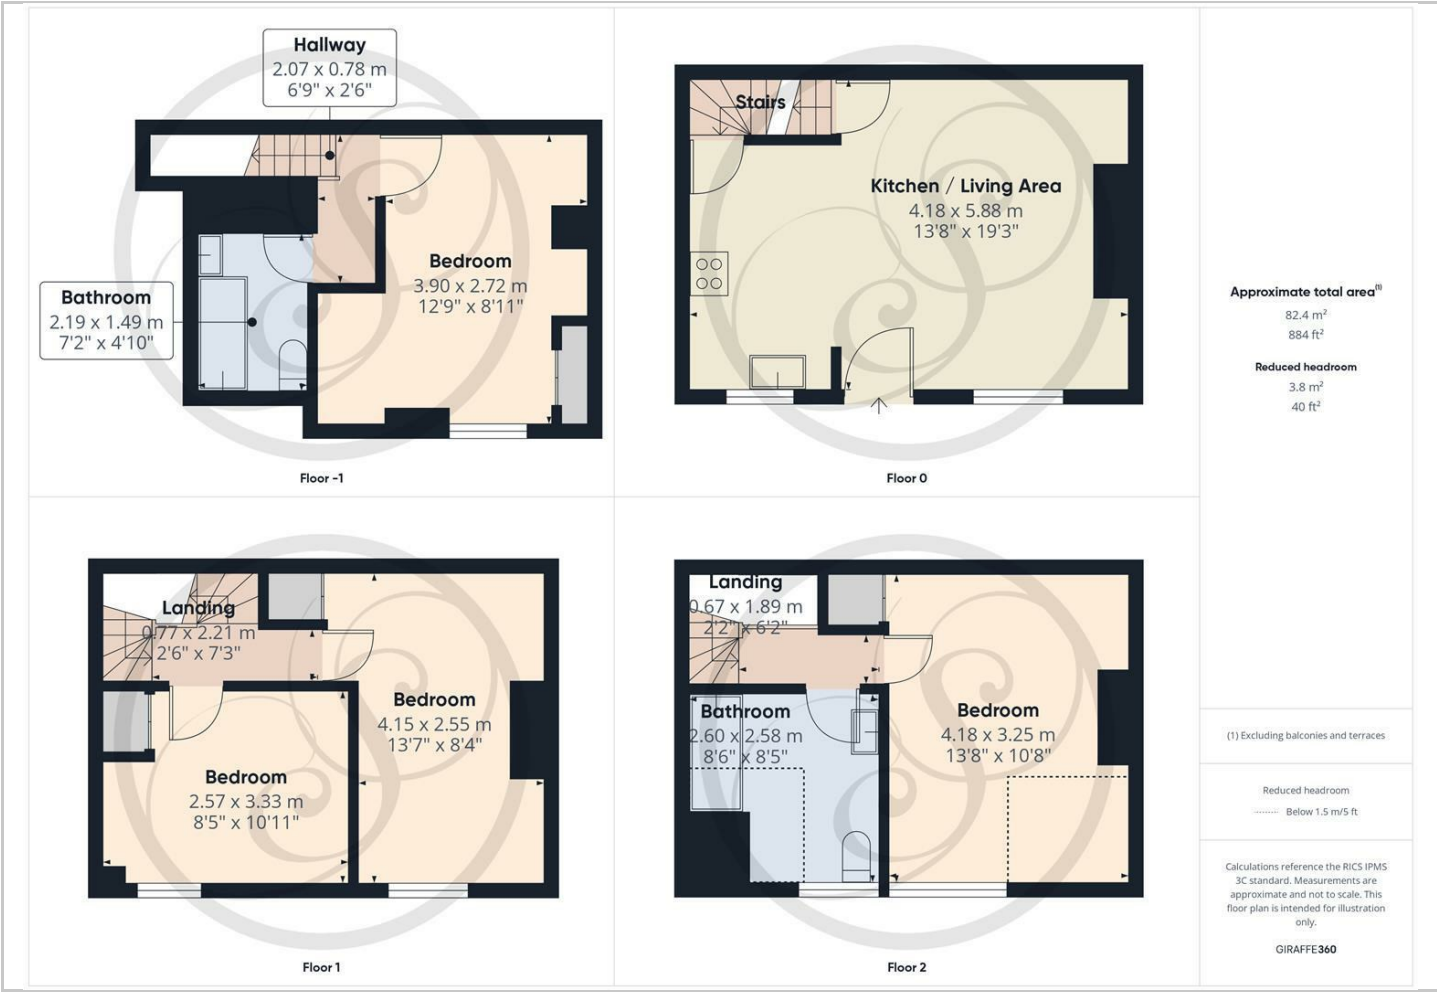 Hallway
2.07 x 0.78 m
6'9" x 2'6"
Bedroom
3.90 x 2.72 m
12'9" x 8'11"
Bathroom
2.19 x 1.49 m
7'2" x 4'10"
Floor -1
Stairs
Kitchen / Living Area
4.18 x 5.88 m
13'8" x 19'3"
Floor 0
Landing
0.77 x 2.21 m
2'6" x 7'3"
Bedroom
4.15 x 2.55 m
13'7" x 8'4"
Bedroom
2.57 x 3.33 m
8'5" x 10'11"
Floor 1
Landing
0.67 x 1.89 m
2'2" x 6'2"
Bathroom
2.60 x 2.58 m
8'6" x 8'5"
Bedroom
4.18 x 3.25 m
13'8" x 10'8"
Floor 2
Approximate total area(1)
82.4 m²
884 ft²
Reduced headroom
3.8 m²
40 ft²
(1) Excluding balconies and terraces
Reduced headroom
Below 1.5 m/5 ft
Calculations reference the RICS IPMS
3C standard. Measurements are
approximate and not to scale. This
floor plan is intended for illustration
only.
GIRAFFE360